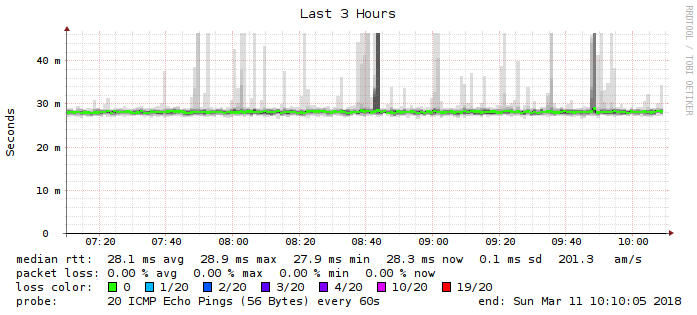 Last 3 Hours
RRDTOOL / TOBI OETIKER
Seconds
40 m
30 m
20 m
10 m
0
07:20 07:40 08:00 08:20 08:40 09:00 09:20 09:40 10:00
median rtt: 28.1 ms avg 28.9 ms max 27.9 ms min 28.3 ms now 0.1 ms sd 201.3 am/s
packet loss: 0.00 % avg 0.00 % max 0.00 % min 0.00 % now
loss color: 0 1/20 2/20 3/20 4/20 10/20 19/20
probe: 20 ICMP Echo Pings (56 Bytes) every 60s end: Sun Mar 11 10:10:05 2018